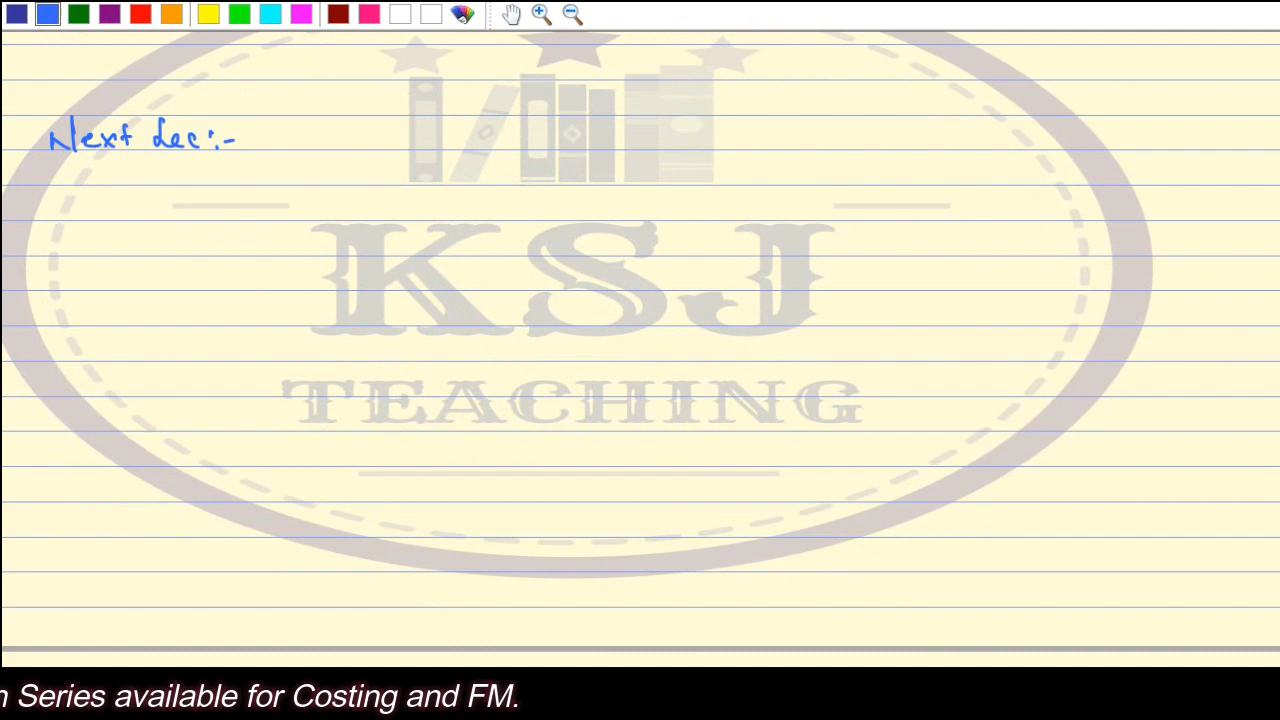 Next Lec :-
KSJ
TEACHING
n Series available for Costing and FM.